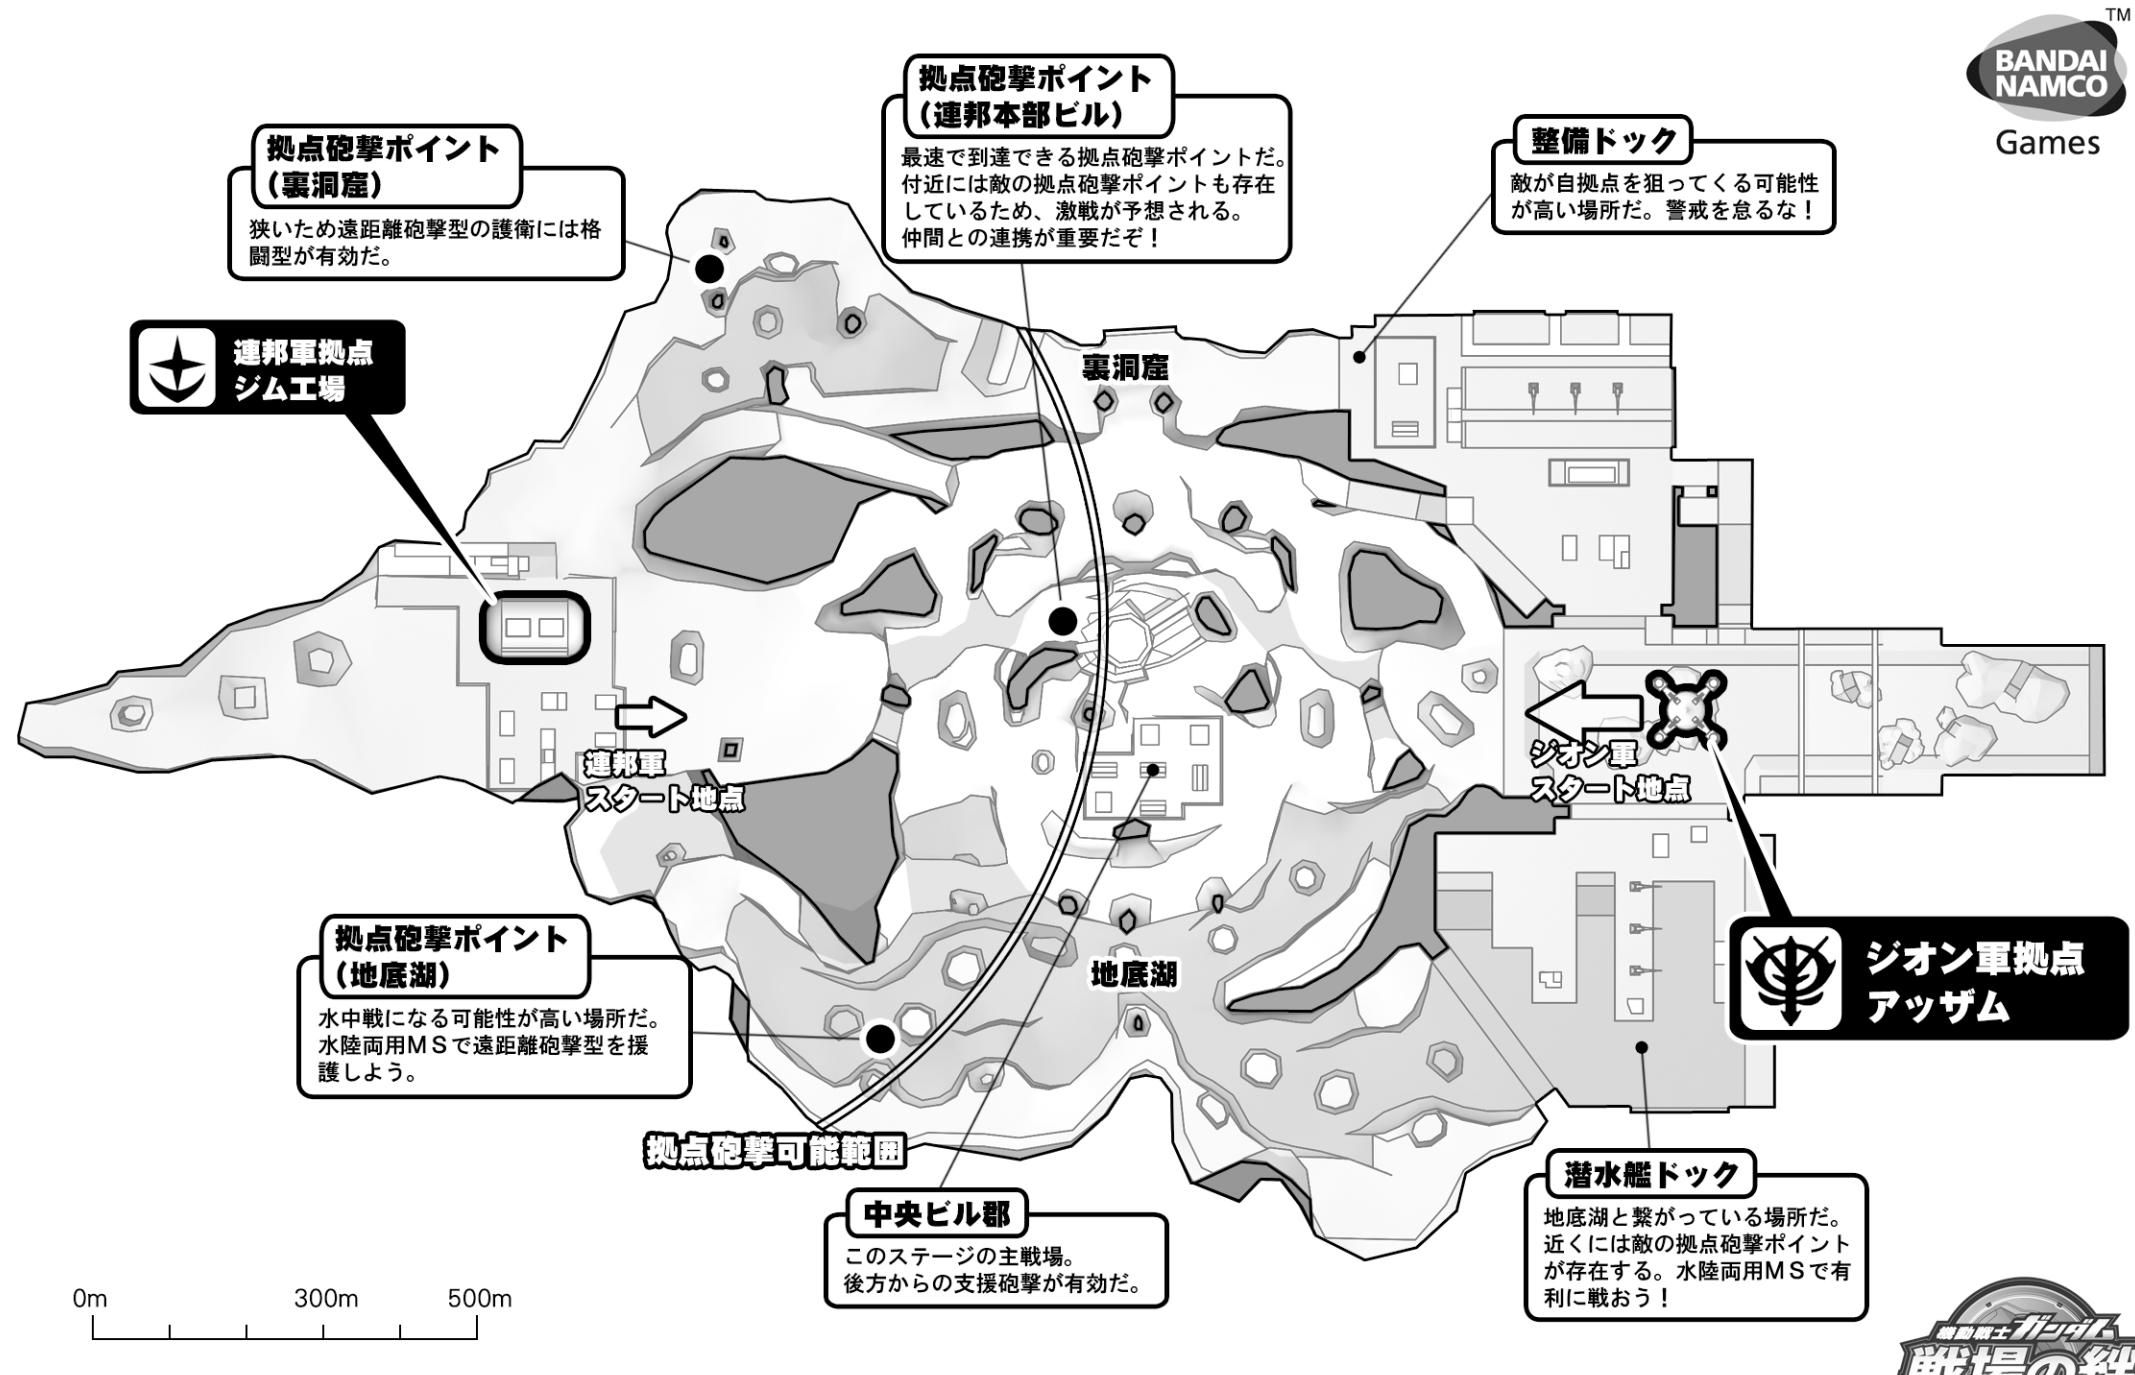 TM
BANDAI
NAMCO
Games
拠点砲撃ポイント
（連邦本部ビル）
最速で到達できる拠点砲撃ポイントだ。
付近には敵の拠点砲撃ポイントも存在
しているため、激戦が予想される。
仲間との連携が重要だぞ！
拠点砲撃ポイント
（裏洞窟）
狭いため遠距離砲撃型の護衛には格
闘型が有効だ。
整備ドック
敵が自拠点を狙ってくる可能性
が高い場所だ。警戒を怠るな！
連邦軍拠点
ジム工場
裏洞窟
連邦軍
スタート地点
ジオン軍
スタート地点
拠点砲撃ポイント
（地底湖）
水中戦になる可能性が高い場所だ。
水陸両用ＭＳで遠距離砲撃型を援
護しよう。
地底湖
ジオン軍拠点
アッザム
拠点砲撃可能範囲
中央ビル郡
このステージの主戦場。
後方からの支援砲撃が有効だ。
潜水艦ドック
地底湖と繋がっている場所だ。
近くには敵の拠点砲撃ポイント
が存在する。水陸両用ＭＳで有
利に戦おう！
0m 300m 500m
機動戦士ガンダム
戦場の絆